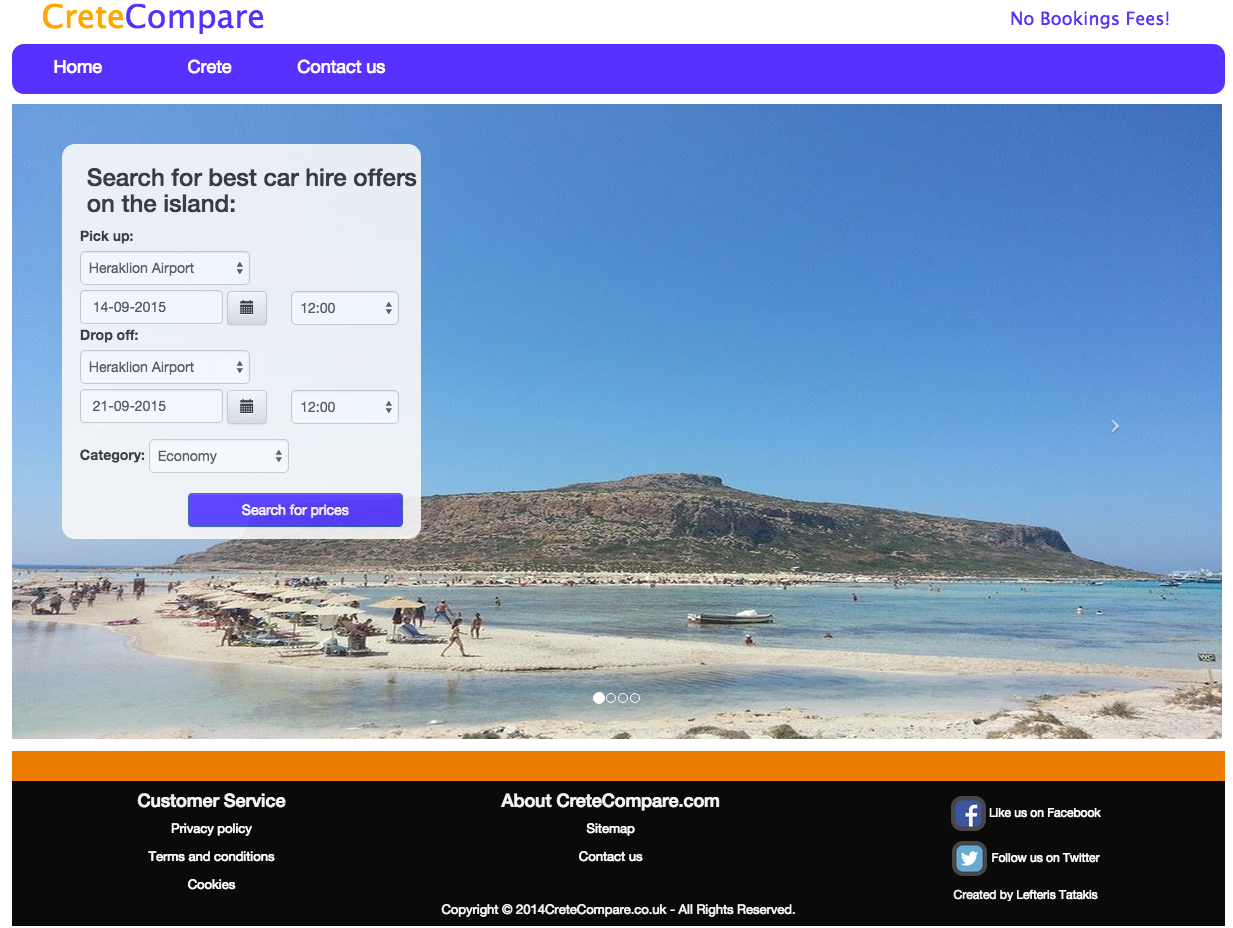 CreteCompare
No Bookings Fees!
Home
Crete
Contact us
Search for best car hire offers
on the island:
Pick up:
Heraklion Airport
14-09-2015
12:00
Drop off:
Heraklion Airport
21-09-2015
12:00
Category:
Economy
Search for prices
WC
Customer Service
Privacy policy
Terms and conditions
Cookies
About CreteCompare.com
Sitemap
Contact us
Copyright © 2014CreteCompare.co.uk - All Rights Reserved.
Like us on Facebook
Follow us on Twitter
Created by Lefteris Tatakis